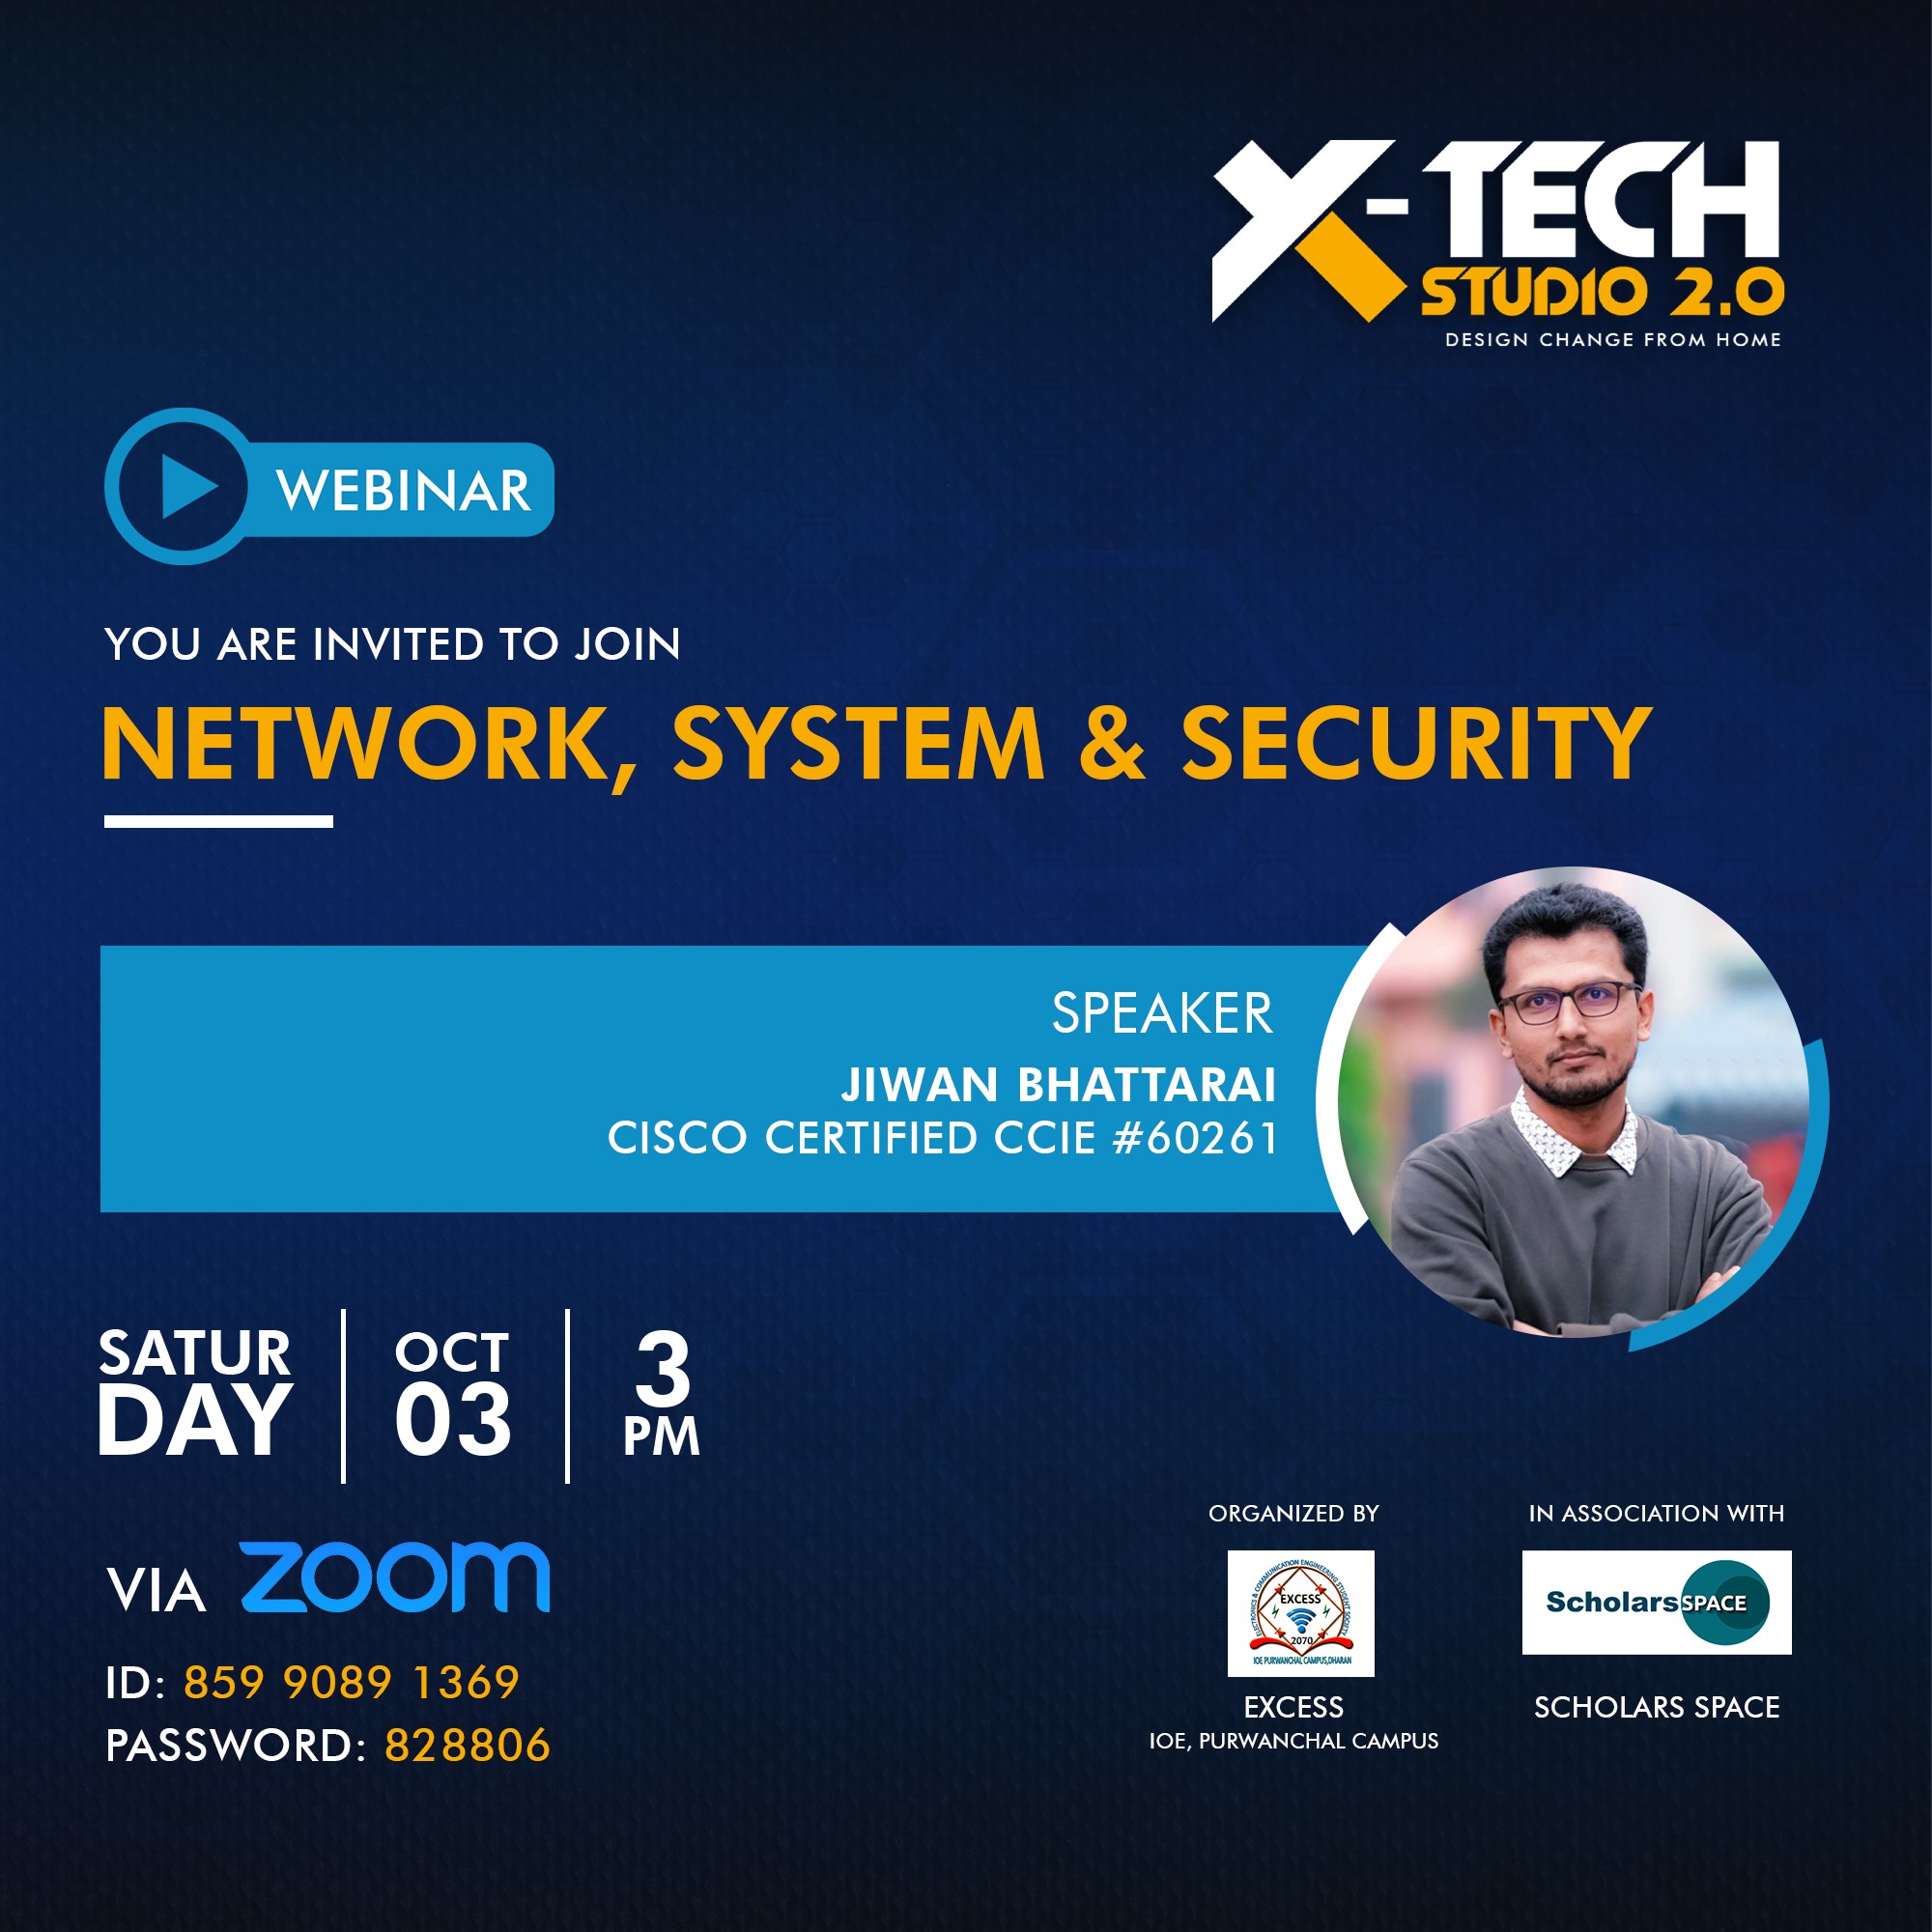 X-TECH
STUDIO 2.0
DESIGN CHANGE FROM HOME
WEBINAR
YOU ARE INVITED TO JOIN
NETWORK, SYSTEM & SECURITY
SPEAKER
JIWAN BHATTARAI
CISCO CERTIFIED CCIE #60261
SATUR
DAY
OCT
03
3
PM
VIA zoom
ID: 859 9089 1369
PASSWORD: 828806
ORGANIZED BY
ELECTRONICS & COMMUNICATION ENGINEERING STUDENT SOCIETY
EXCESS
2070
IOE PURWANCHAL CAMPUS,DHARAN
EXCESS
IOE, PURWANCHAL CAMPUS
IN ASSOCIATION WITH
ScholarsSPACE
SCHOLARS SPACE